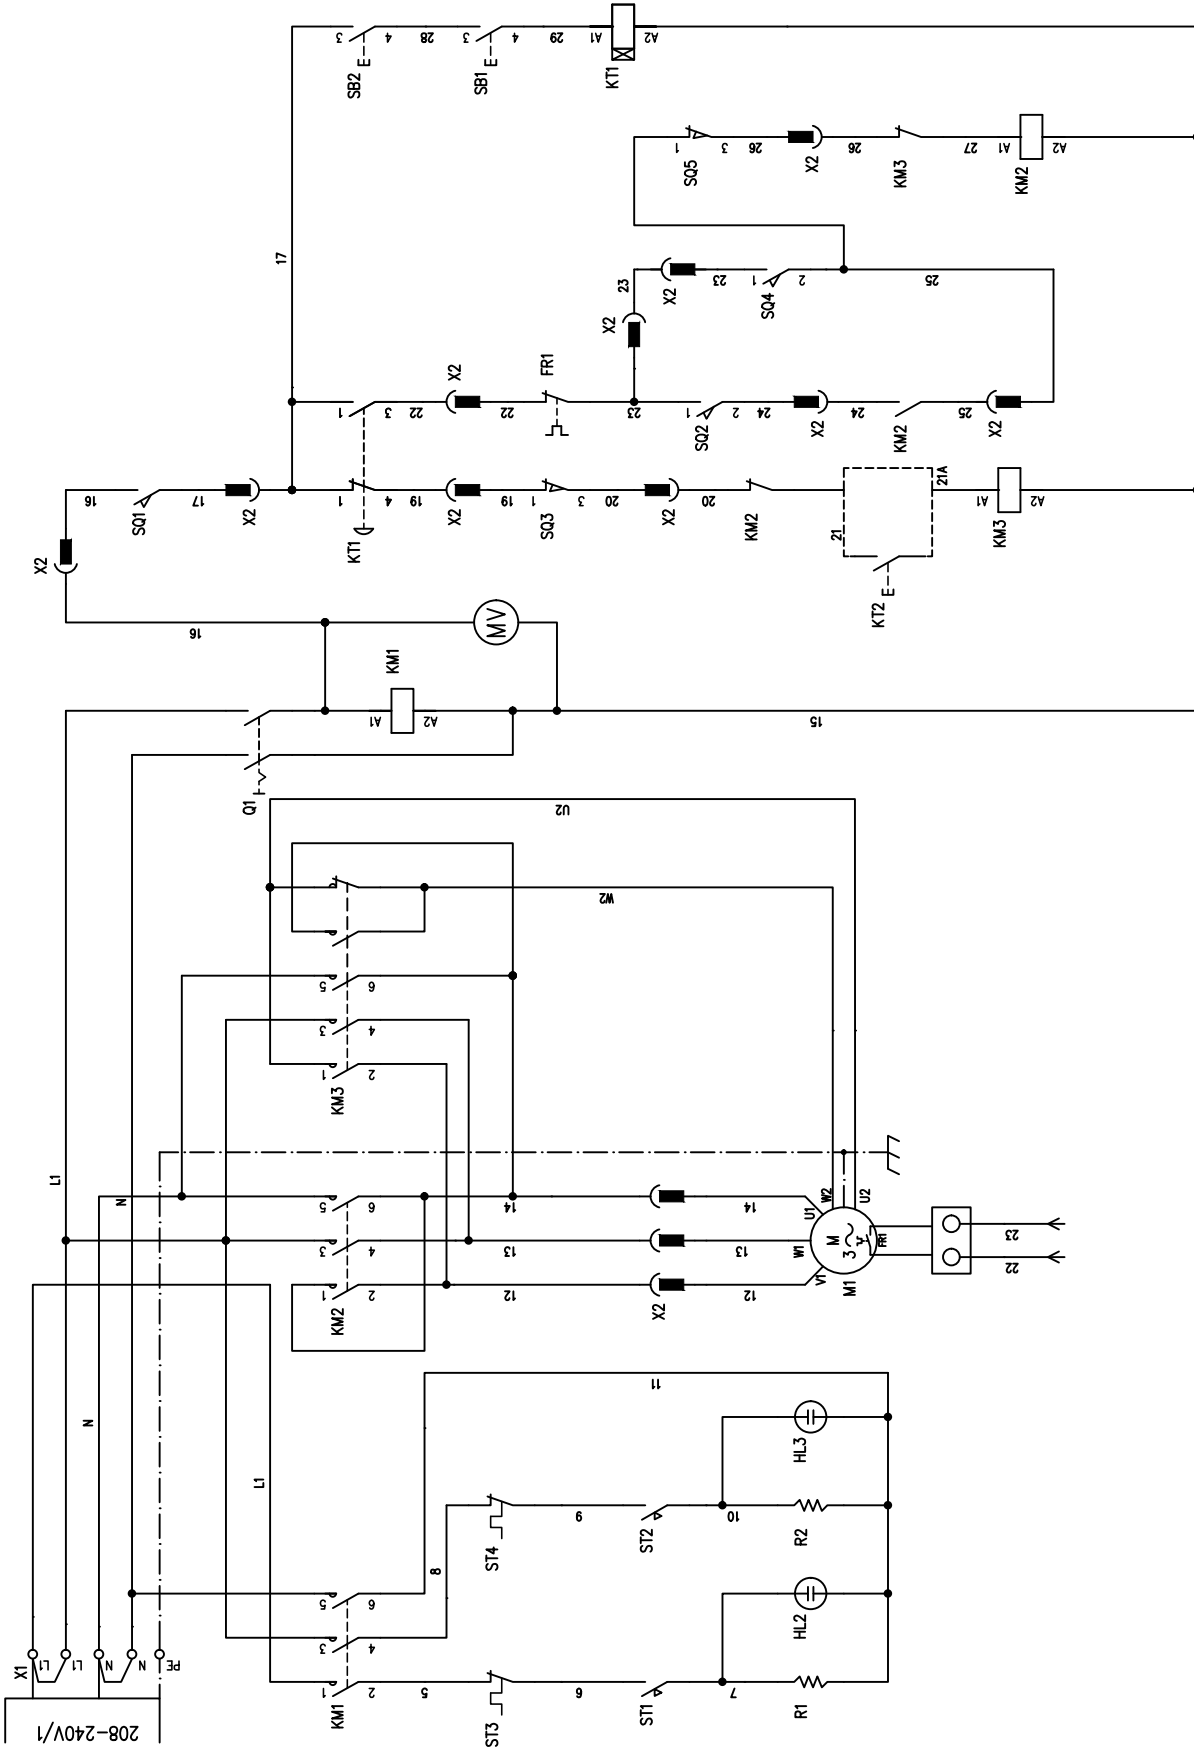 3
4
28
3
4
29
A1
A2
SB2
SB1
KT1
1
3
26
26
27
A1
A2
SQ5
X2
KM3
KM2
17
23
X2
23
1
2
25
SQ4
X2
FR1
X2
1
3
22
22
23
1
2
24
24
25
SQ2
X2
KM2
X2
16
SQ1
17
X2
1
4
19
19
1
3
20
20
21
21A
A1
A2
KT1
X2
SQ3
X2
KM2
KM3
X2
KT2
16
MV
KM1
A1
A2
15
Q1
U2
W2
5
6
3
4
1
2
KM3
L1
N
5
6
14
14
U1
W2
U2
3
4
13
13
W1
M
3
FR1
23
1
2
12
12
V1
M1
22
KM2
X2
N
11
HL3
L1
ST4
9
ST2
10
R2
8
5
6
HL2
3
4
X1
L1
L1
N
N
PE
1
2
5
6
7
KM1
ST3
ST1
R1
208-240V/1